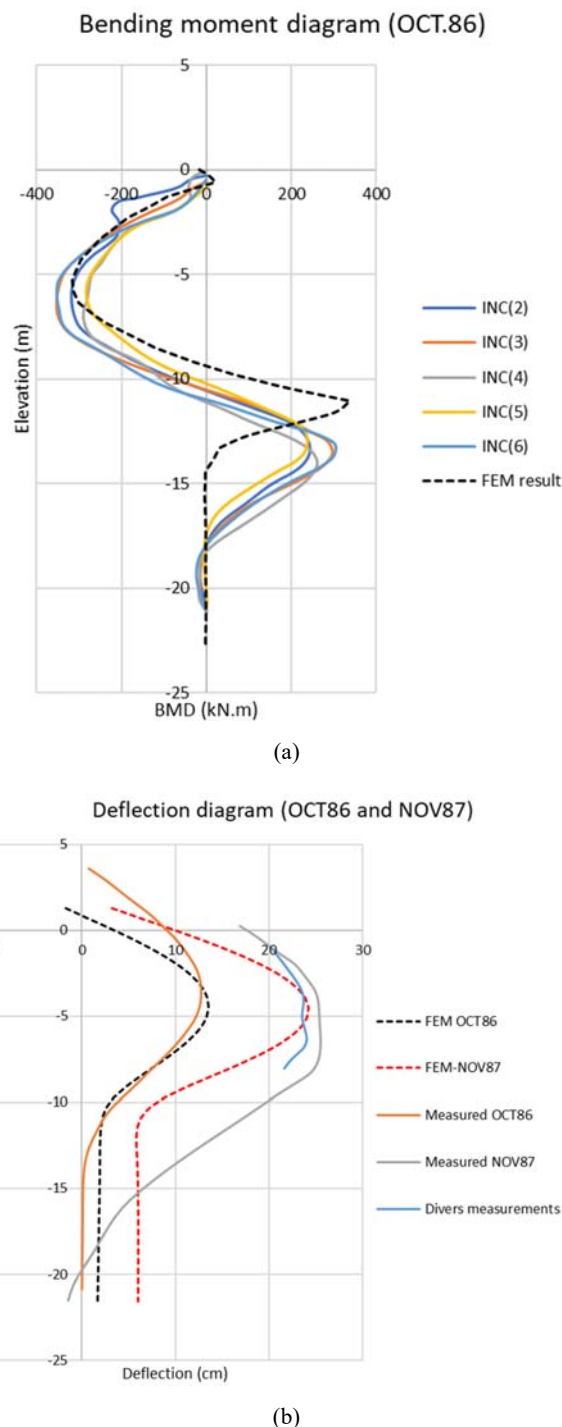 Bending moment diagram (OCT.86)
5
0
-400 -200 0 200 400
-5
-10
-15
-20
-25
Elevation (m)
BMD (kN.m)
INC(2)
INC(3)
INC(4)
INC(5)
INC(6)
FEM result
(a)
Deflection diagram (OCT86 and NOV87)
5
0
0 10 20 30
-5
-10
-15
-20
-25
Deflection (cm)
FEM OCT86
FEM-NOV87
Measured OCT86
Measured NOV87
Divers measurements
(b)